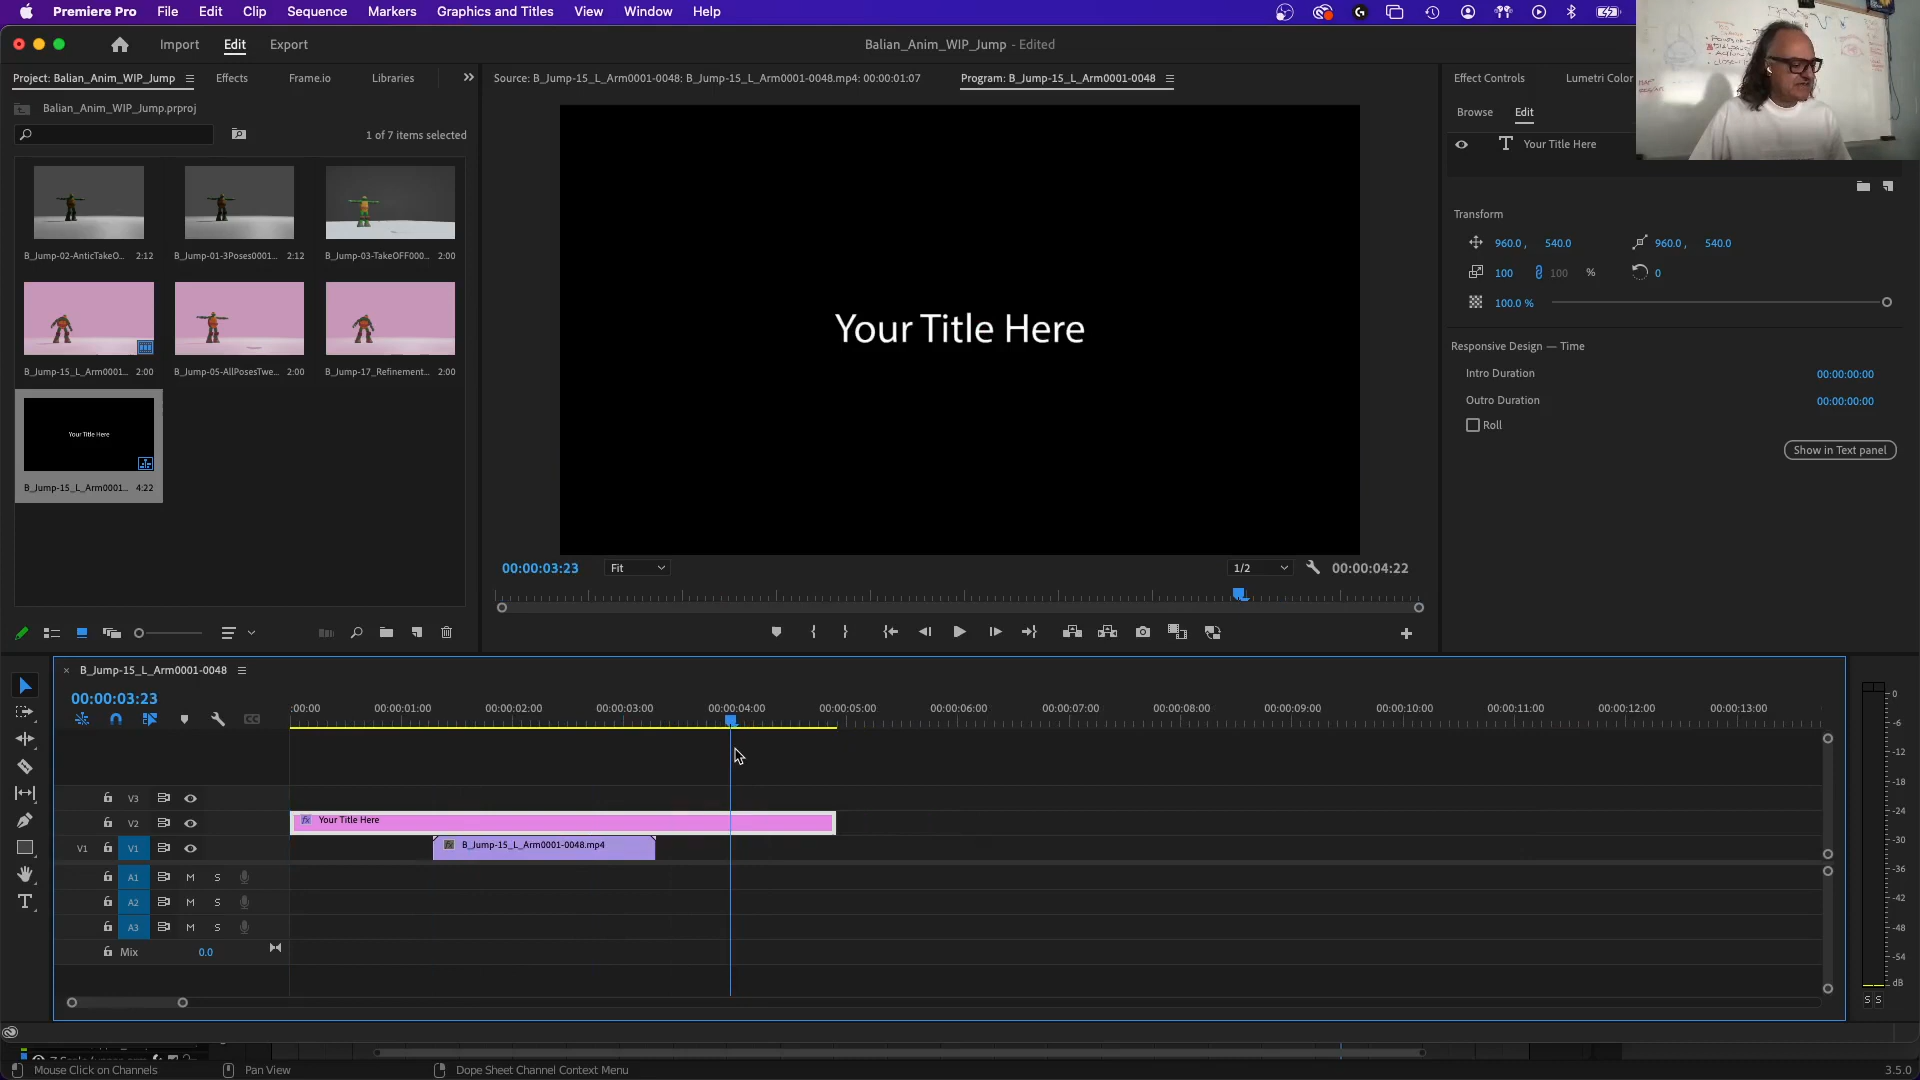 Premiere Pro File Edit Clip Sequence Markers Graphics and Titles View Window Help
Import Edit Export
Balian_Anim_WIP_Jump - Edited
Project: Balian_Anim_WIP_Jump Effects Frame.io Libraries
Source: B_Jump-15_L_Arm0001-0048: B_Jump-15_L_Arm0001-0048.mp4: 00:00:01:07
Program: B_Jump-15_L_Arm0001-0048
Effect Controls Lumetri Color
Balian_Anim_WIP_Jump.prproj
1 of 7 items selected
Browse Edit
Your Title Here
B_Jump-02-AnticTakeO... 2:12
B_Jump-01-3Poses0001... 2:12
B_Jump-03-TakeOFF000... 2:00
B_Jump-15_L_Arm0001... 2:00
B_Jump-05-AllPosesTwe... 2:00
B_Jump-17_Refinement... 2:00
Your Title Here
B_Jump-15_L_Arm0001... 4:22
Your Title Here
Transform
960.0 , 540.0 960.0 , 540.0
100 100 % 0
100.0 %
Responsive Design — Time
Intro Duration 00:00:00:00
Outro Duration 00:00:00:00
Roll
Show in Text panel
00:00:03:23 Fit 1/2 00:00:04:22
B_Jump-15_L_Arm0001-0048
00:00:03:23
:00:00 00:00:01:00 00:00:02:00 00:00:03:00 00:00:04:00 00:00:05:00 00:00:06:00 00:00:07:00 00:00:08:00 00:00:09:00 00:00:10:00 00:00:11:00 00:00:12:00 00:00:13:00
CC
V3
V2 Your Title Here
V1 V1 B_Jump-15_L_Arm0001-0048.mp4
A1 M S
A2 M S
A3 M S
Mix 0.0
0
-6
-12
-18
-24
-30
-36
-42
-48
-54
dB
S S
Mouse Click on Channels Pan View Dope Sheet Channel Context Menu 3.5.0